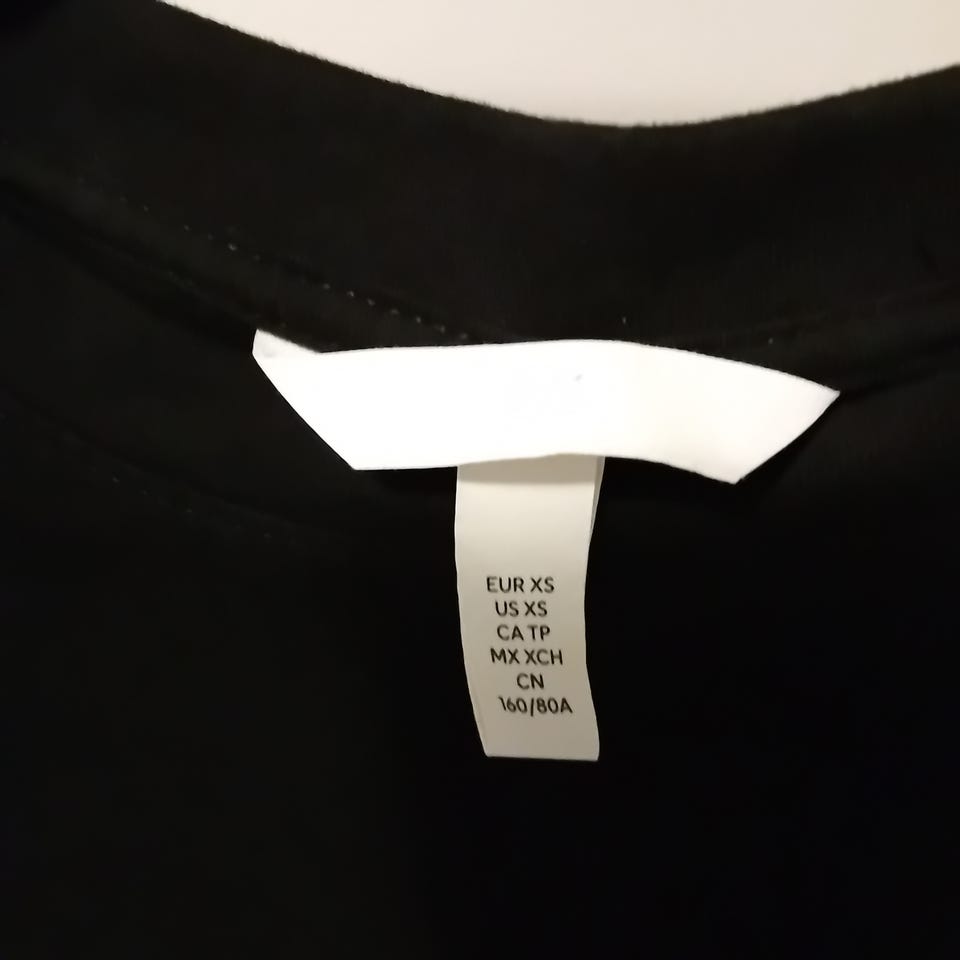 EUR XS
US XS
CA TP
MX XCH
CN
160/80A